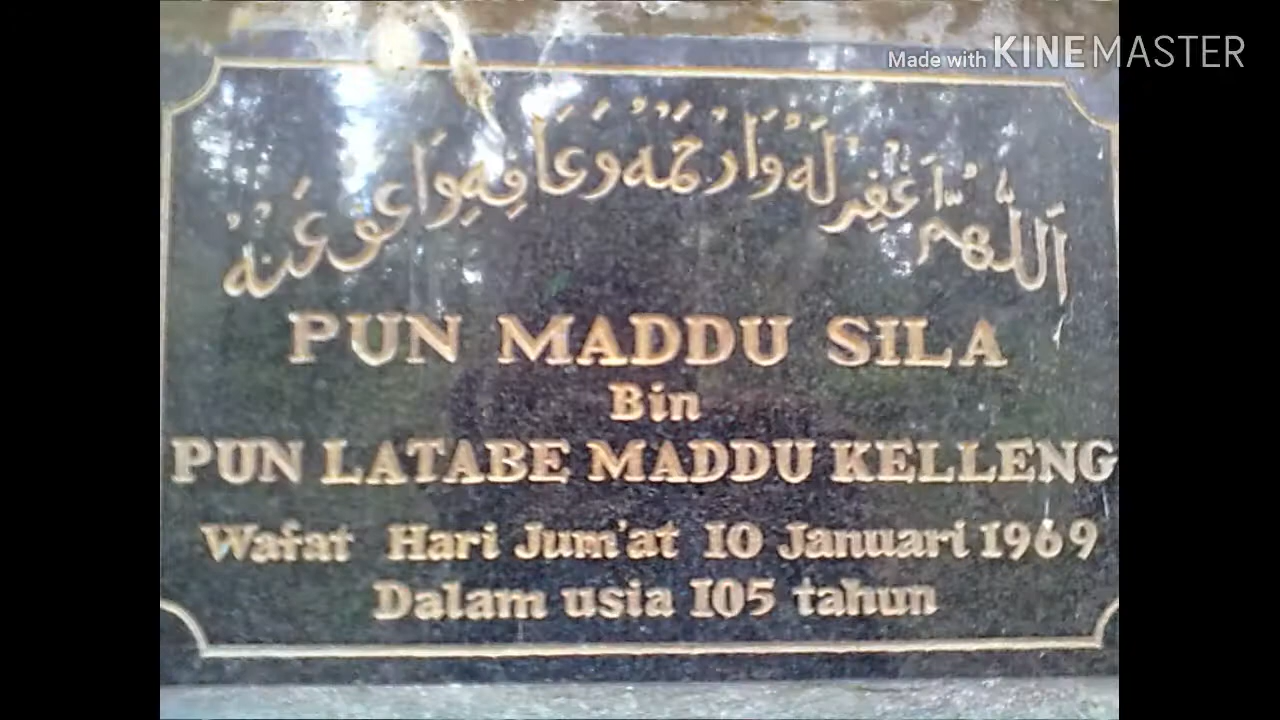 Made with KINEMASTER
اَللّٰهُمَّ اغْفِرْ لَهُ وَارْحَمْهُ وَعَافِهِ وَاعْفُ عَنْهُ
PUN MADDU SILA
Bin
PUN LATABE MADDU KELLENG
Wafat Hari Jum'at 10 Januari 1969
Dalam usia 105 tahun